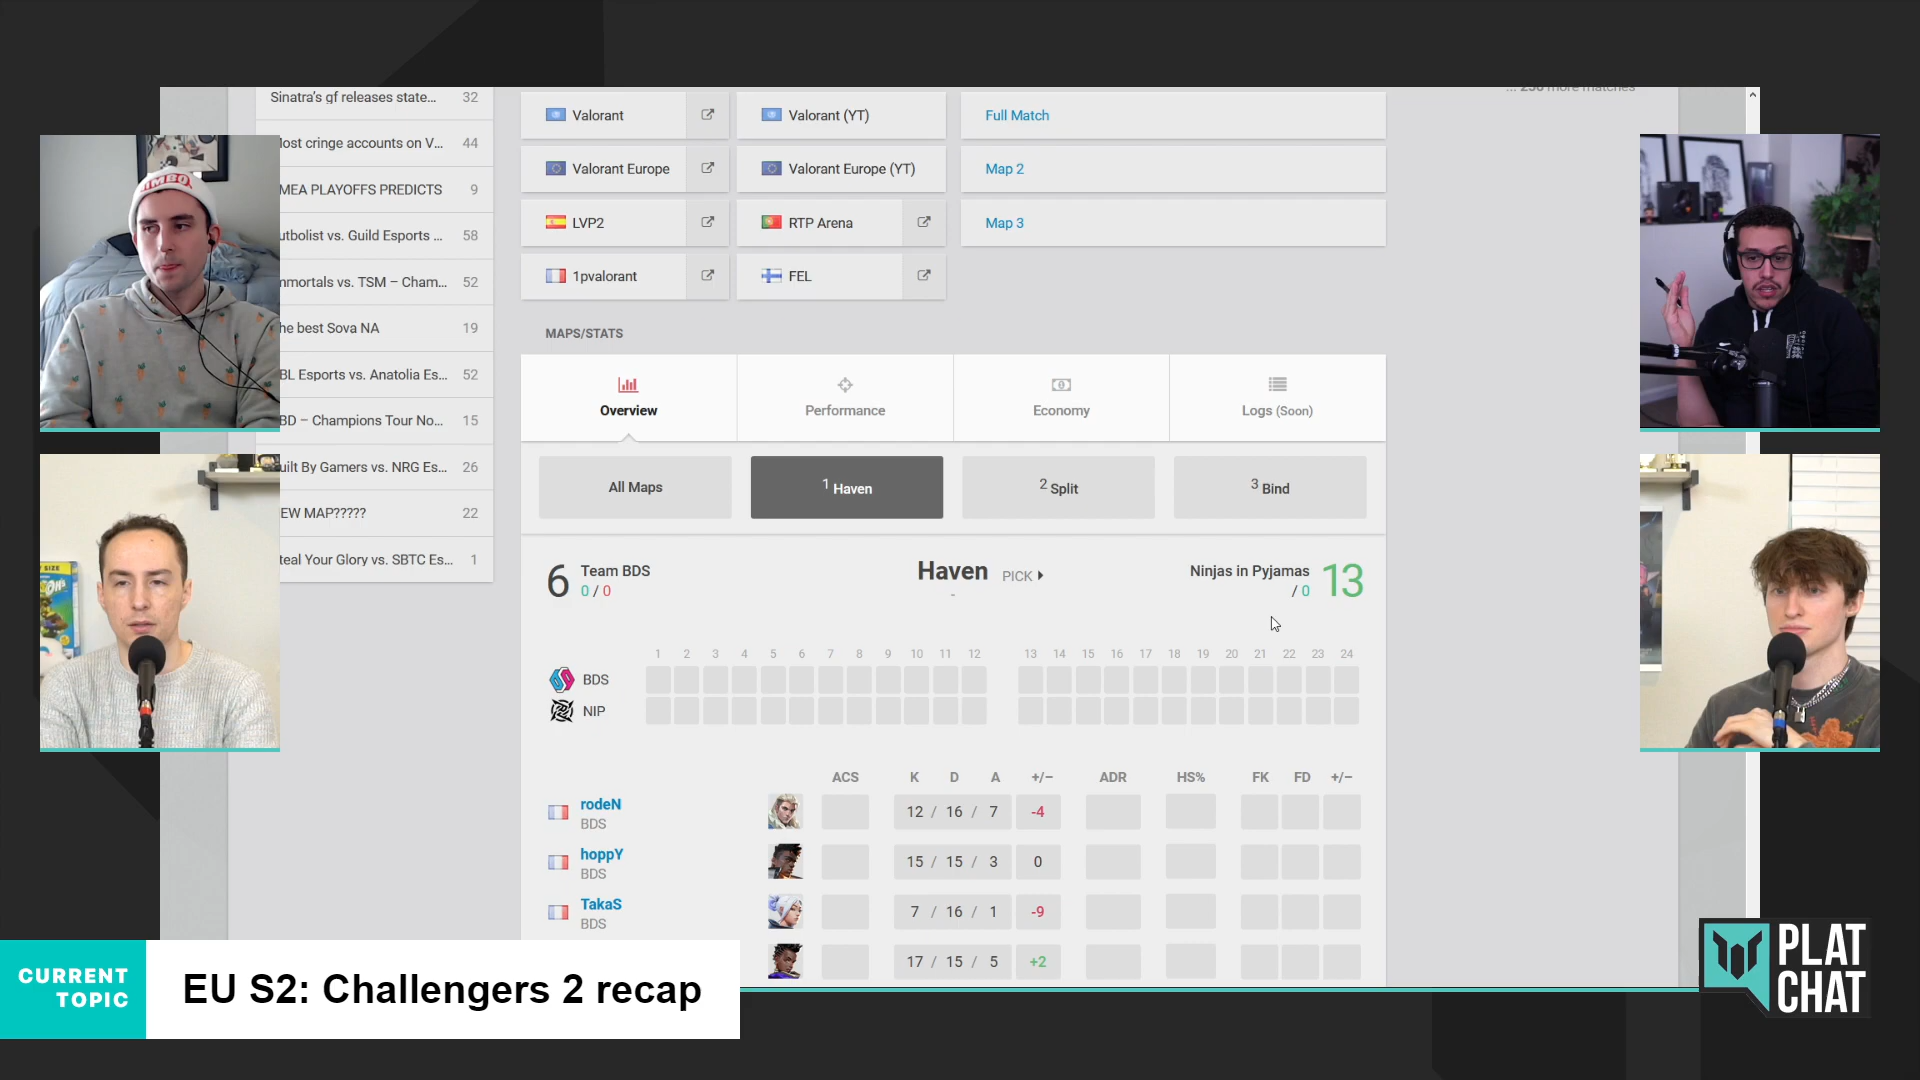 ... 256 more matches
Sinatra's gf releases state... 32
ost cringe accounts on V... 44
MEA PLAYOFFS PREDICTS 9
utbolist vs. Guild Esports ... 58
mmortals vs. TSM – Cham... 52
he best Sova NA 19
BL Esports vs. Anatolia Es... 52
BD – Champions Tour No... 15
uilt By Gamers vs. NRG Es... 26
EW MAP????? 22
teal Your Glory vs. SBTC Es... 1
Valorant
Valorant (YT)
Full Match
Valorant Europe
Valorant Europe (YT)
Map 2
LVP2
RTP Arena
Map 3
1pvalorant
FEL
MAPS/STATS
Overview
Performance
Economy
Logs (Soon)
All Maps
1 Haven
2 Split
3 Bind
6 Team BDS
0 / 0
Haven PICK
-
Ninjas in Pyjamas 13
/ 0
1 2 3 4 5 6 7 8 9 10 11 12 13 14 15 16 17 18 19 20 21 22 23 24
BDS
NIP
ACS K D A +/– ADR HS% FK FD +/–
rodeN 12 / 16 / 7 -4
BDS
hoppY 15 / 15 / 3 0
BDS
TakaS 7 / 16 / 1 -9
BDS
17 / 15 / 5 +2
CURRENT
TOPIC
EU S2: Challengers 2 recap
PLAT
CHAT